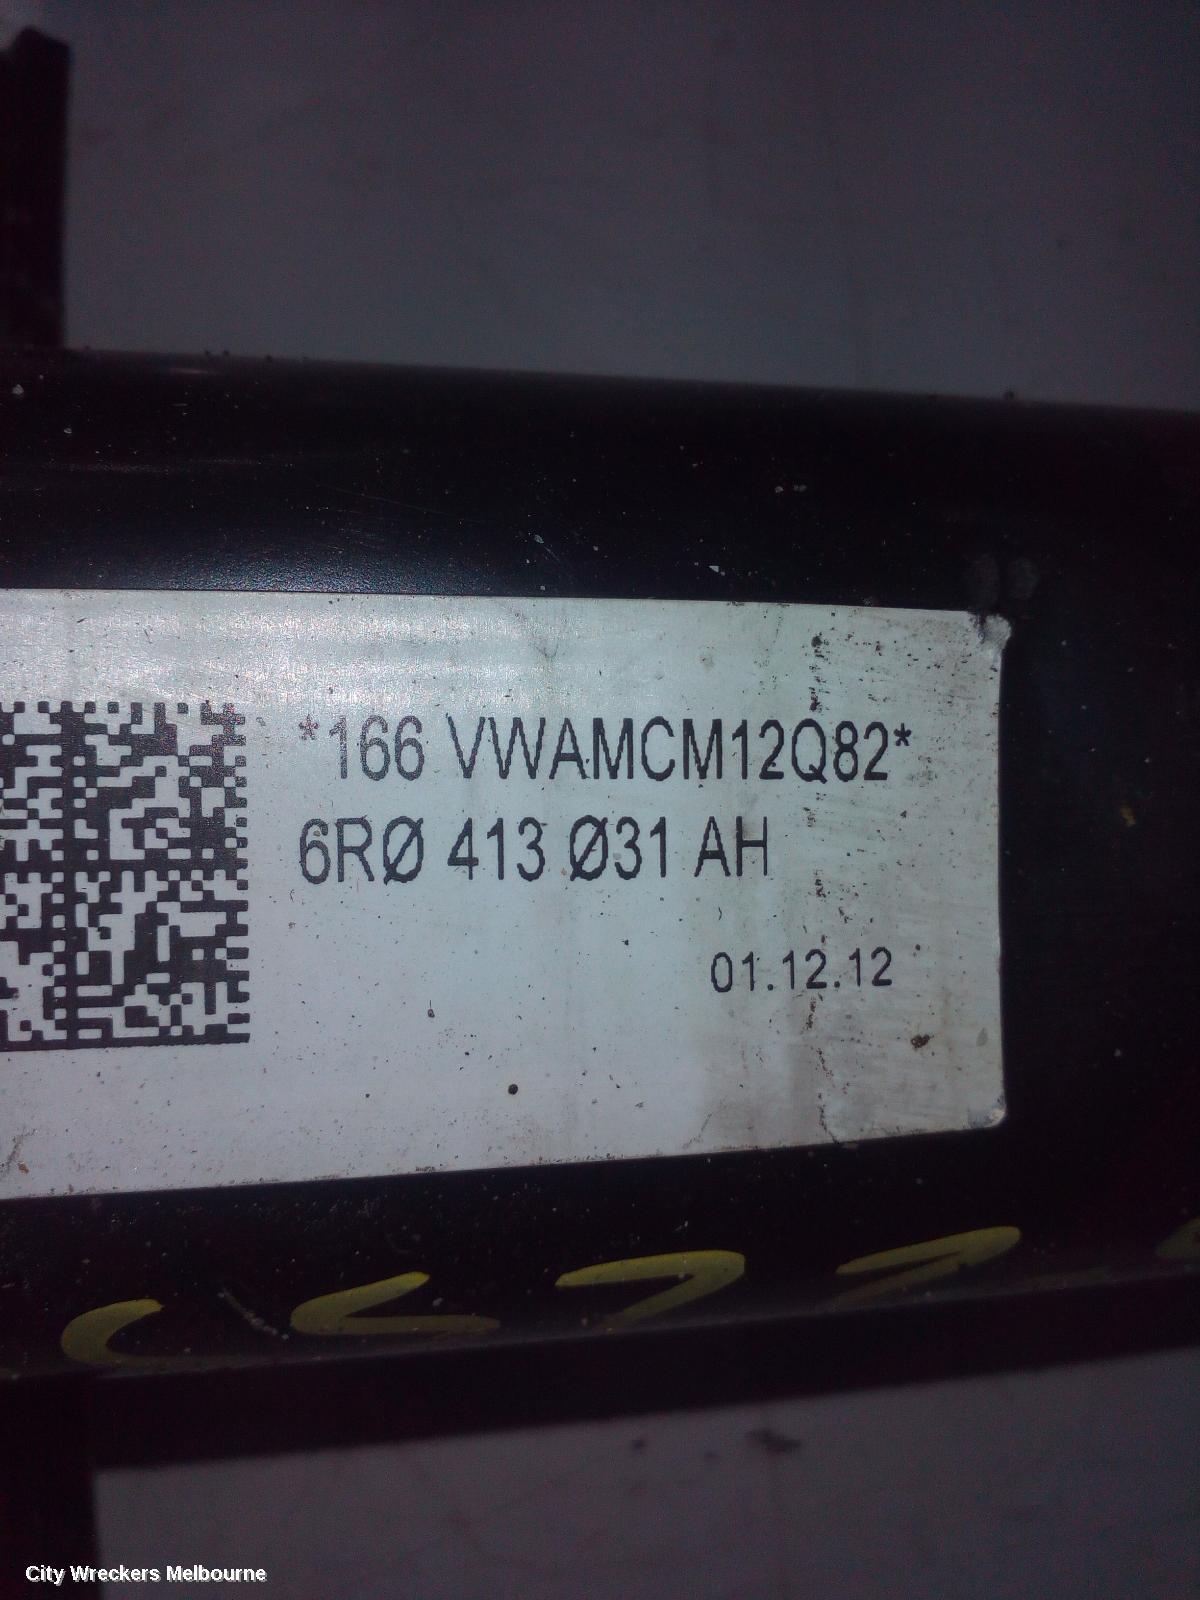 *166 VWAMCM12Q82*
6RØ 413 Ø31 AH
01.12.12
City Wreckers Melbourne